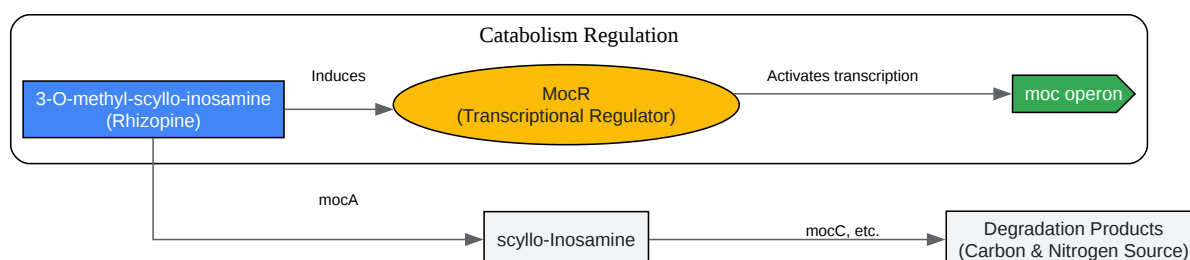 Catabolism Regulation
3-O-methyl-scyllo-inosamine
(Rhizopine)
Induces
MocR
(Transcriptional Regulator)
Activates transcription
moc operon
mocA
scyllo-Inosamine
mocC, etc.
Degradation Products
(Carbon & Nitrogen Source)